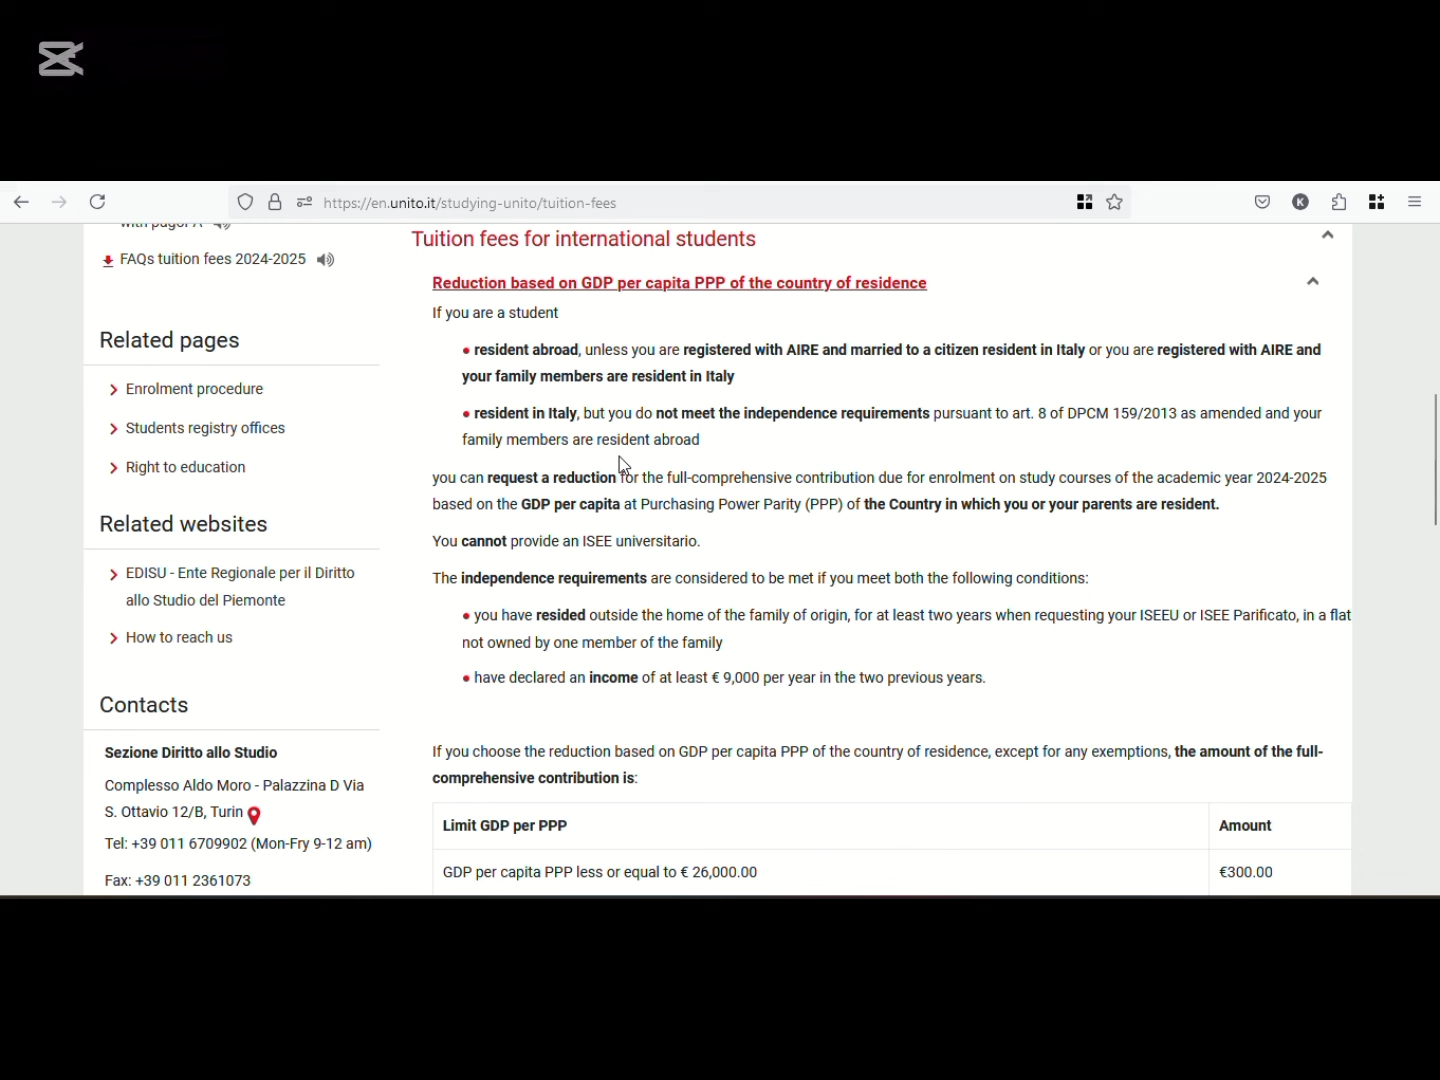 https://en.unito.it/studying-unito/tuition-fees
K
FAQs tuition fees 2024-2025
Related pages
Enrolment procedure
Students registry offices
Right to education
Related websites
EDISU - Ente Regionale per il Diritto
allo Studio del Piemonte
How to reach us
Contacts
Sezione Diritto allo Studio
Complesso Aldo Moro - Palazzina D Via
S. Ottavio 12/B, Turin
Tel: +39 011 6709902 (Mon-Fry 9-12 am)
Fax: +39 011 2361073
Tuition fees for international students
Reduction based on GDP per capita PPP of the country of residence
If you are a student
• resident abroad, unless you are registered with AIRE and married to a citizen resident in Italy or you are registered with AIRE and
your family members are resident in Italy
• resident in Italy, but you do not meet the independence requirements pursuant to art. 8 of DPCM 159/2013 as amended and your
family members are resident abroad
you can request a reduction for the full-comprehensive contribution due for enrolment on study courses of the academic year 2024-2025
based on the GDP per capita at Purchasing Power Parity (PPP) of the Country in which you or your parents are resident.
You cannot provide an ISEE universitario.
The independence requirements are considered to be met if you meet both the following conditions:
• you have resided outside the home of the family of origin, for at least two years when requesting your ISEEU or ISEE Parificato, in a flat
not owned by one member of the family
• have declared an income of at least € 9,000 per year in the two previous years.
If you choose the reduction based on GDP per capita PPP of the country of residence, except for any exemptions, the amount of the full-
comprehensive contribution is:
Limit GDP per PPP Amount
GDP per capita PPP less or equal to € 26,000.00 €300.00